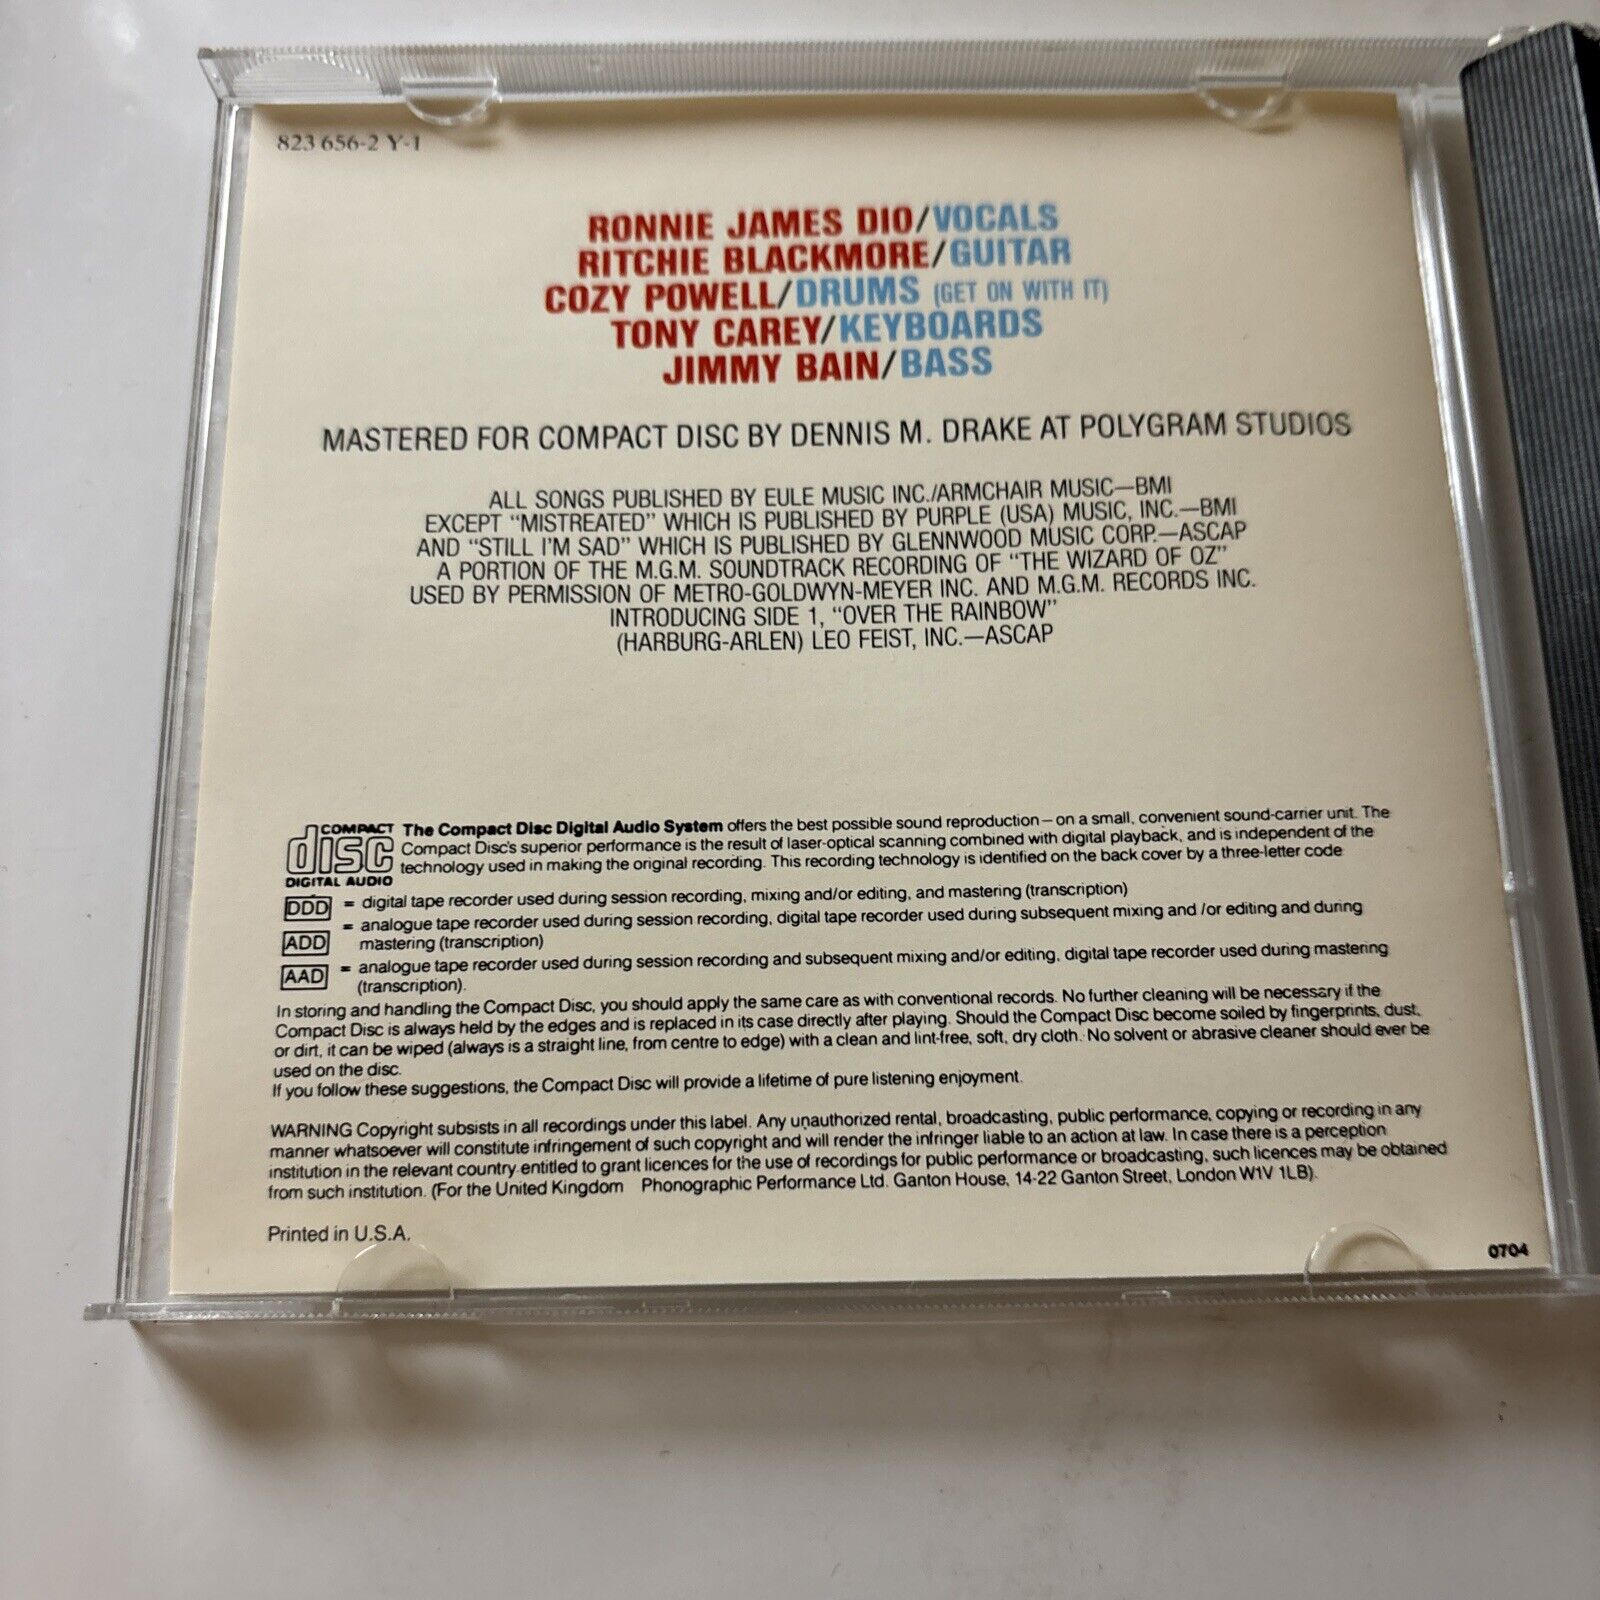 823 656-2 Y-1
RONNIE JAMES DIO/VOCALS
RITCHIE BLACKMORE/GUITAR
COZY POWELL/DRUMS (GET ON WITH IT)
TONY CAREY/KEYBOARDS
JIMMY BAIN/BASS
MASTERED FOR COMPACT DISC BY DENNIS M. DRAKE AT POLYGRAM STUDIOS
ALL SONGS PUBLISHED BY EULE MUSIC INC./ARMCHAIR MUSIC—BMI
EXCEPT "MISTREATED" WHICH IS PUBLISHED BY PURPLE (USA) MUSIC, INC.—BMI
AND "STILL I'M SAD" WHICH IS PUBLISHED BY GLENNWOOD MUSIC CORP.—ASCAP
A PORTION OF THE M.G.M. SOUNDTRACK RECORDING OF "THE WIZARD OF OZ"
USED BY PERMISSION OF METRO-GOLDWYN-MEYER INC. AND M.G.M. RECORDS INC.
INTRODUCING SIDE 1, "OVER THE RAINBOW"
(HARBURG-ARLEN) LEO FEIST, INC.—ASCAP
COMPACT disc DIGITAL AUDIO
The Compact Disc Digital Audio System offers the best possible sound reproduction – on a small, convenient sound-carrier unit. The
Compact Disc's superior performance is the result of laser-optical scanning combined with digital playback, and is independent of the
technology used in making the original recording. This recording technology is identified on the back cover by a three-letter code
DDD = digital tape recorder used during session recording, mixing and/or editing, and mastering (transcription)
ADD = analogue tape recorder used during session recording, digital tape recorder used during subsequent mixing and /or editing and during
mastering (transcription)
AAD = analogue tape recorder used during session recording and subsequent mixing and/or editing, digital tape recorder used during mastering
(transcription).
In storing and handling the Compact Disc, you should apply the same care as with conventional records. No further cleaning will be necessary if the
Compact Disc is always held by the edges and is replaced in its case directly after playing. Should the Compact Disc become soiled by fingerprints, dust,
or dirt, it can be wiped (always is a straight line, from centre to edge) with a clean and lint-free, soft, dry cloth. No solvent or abrasive cleaner should ever be
used on the disc.
If you follow these suggestions, the Compact Disc will provide a lifetime of pure listening enjoyment.
WARNING Copyright subsists in all recordings under this label. Any unauthorized rental, broadcasting, public performance, copying or recording in any
manner whatsoever will constitute infringement of such copyright and will render the infringer liable to an action at law. In case there is a perception
institution in the relevant country entitled to grant licences for the use of recordings for public performance or broadcasting, such licences may be obtained
from such institution. (For the United Kingdom Phonographic Performance Ltd. Ganton House, 14-22 Ganton Street, London W1V 1LB).
Printed in U.S.A.
0704